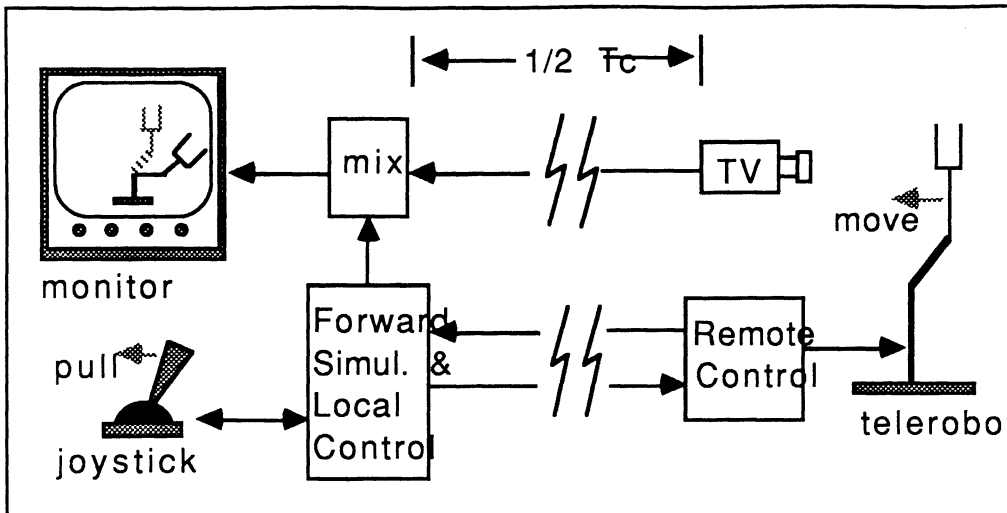 1/2 Tc
mix
TV
move
monitor
pull
joystick
Forward
Simul. &
Local
Control
Remote
Control
telerobo